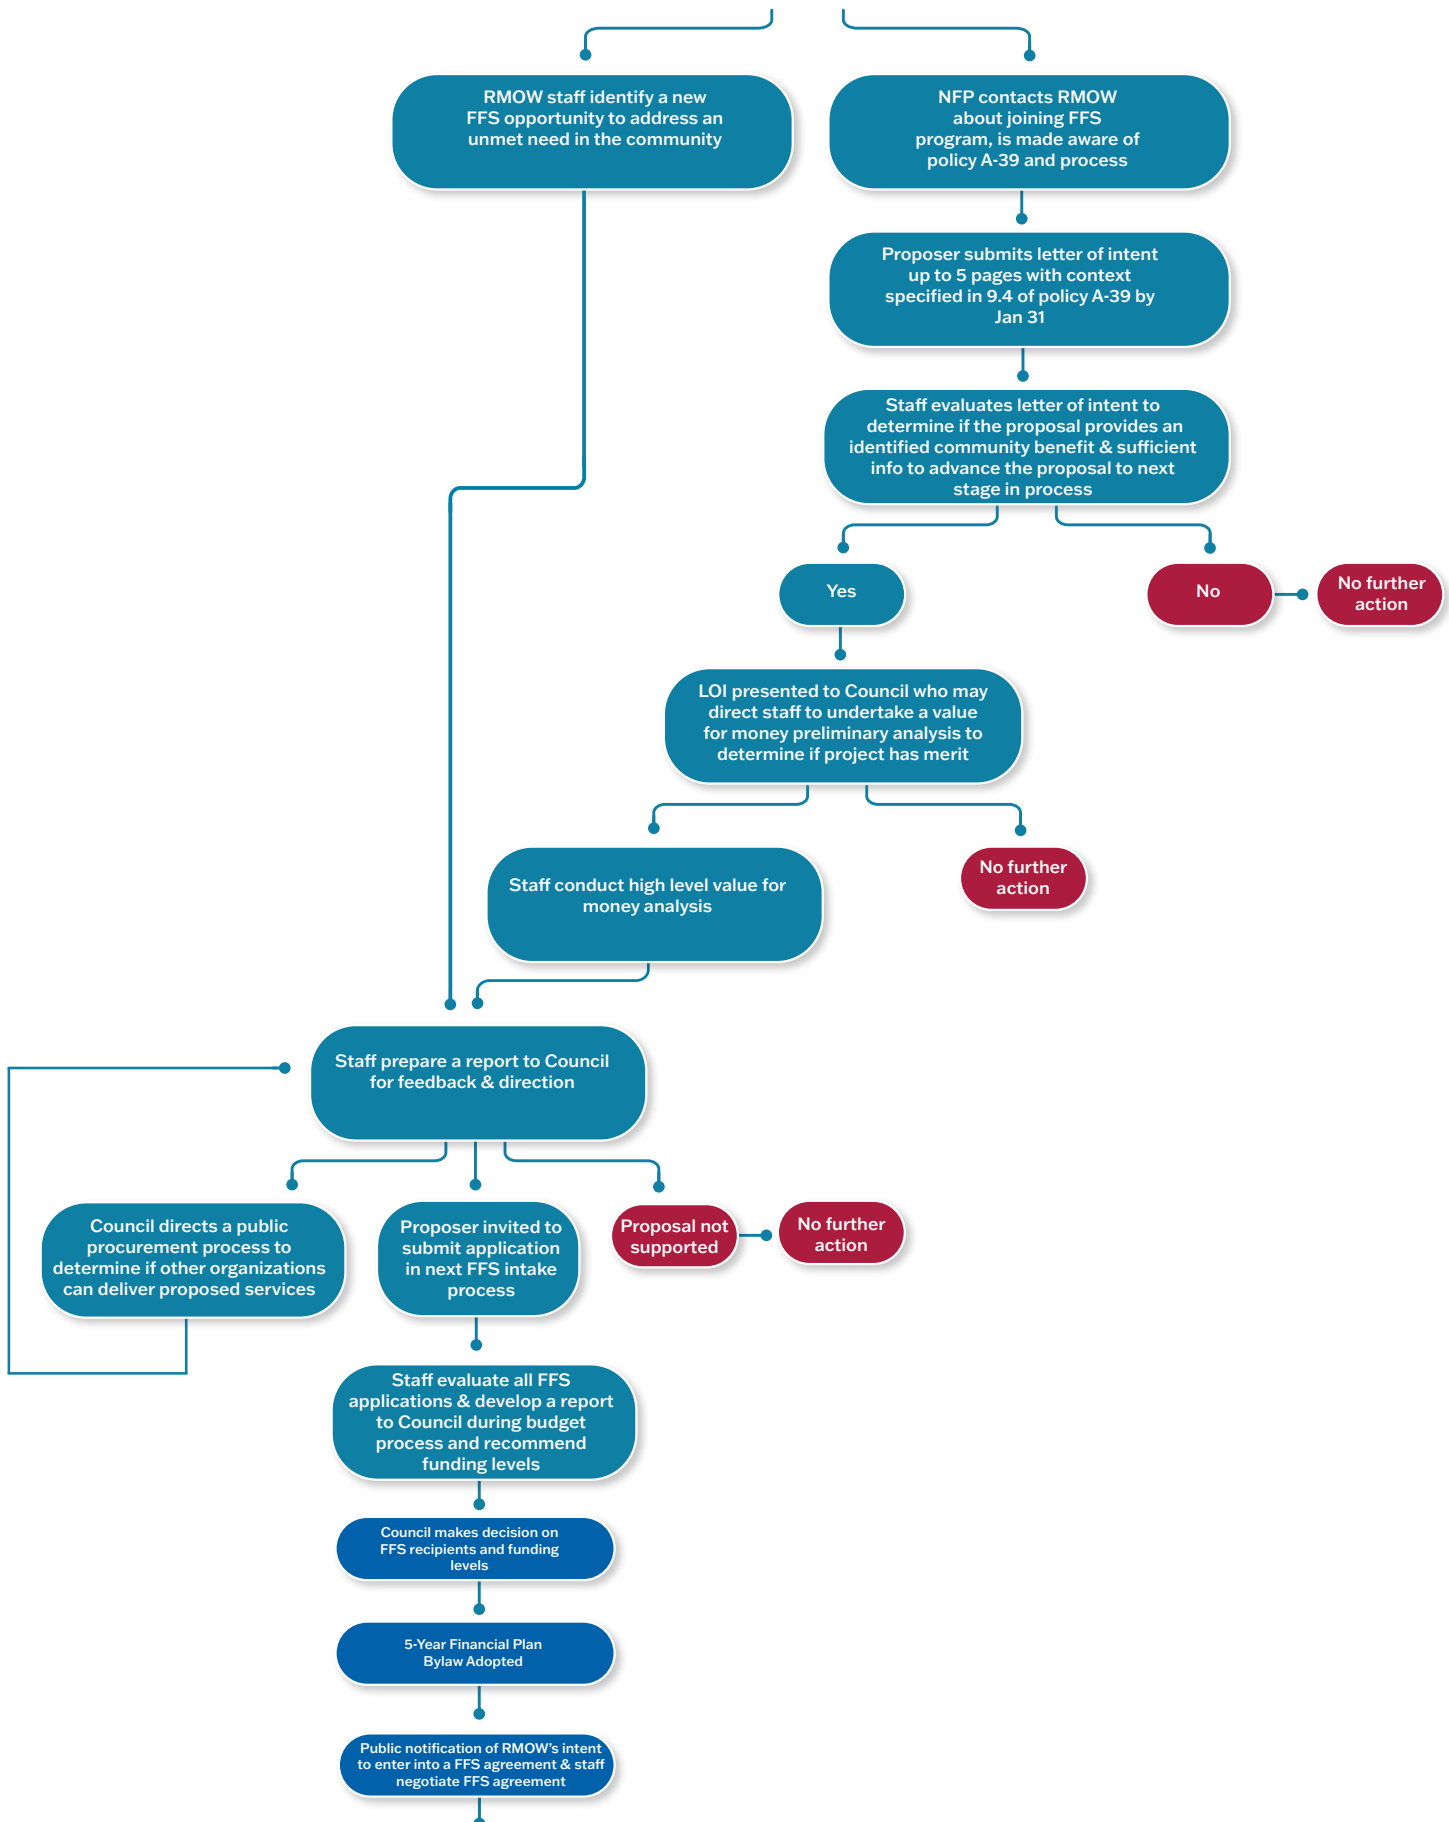 RMOW staff identify a new
FFS opportunity to address an
unmet need in the community
NFP contacts RMOW
about joining FFS
program, is made aware of
policy A-39 and process
Proposer submits letter of intent
up to 5 pages with context
specified in 9.4 of policy A-39 by
Jan 31
Staff evaluates letter of intent to
determine if the proposal provides an
identified community benefit & sufficient
info to advance the proposal to next
stage in process
Yes
No
No further
action
LOI presented to Council who may
direct staff to undertake a value
for money preliminary analysis to
determine if project has merit
Staff conduct high level value for
money analysis
No further
action
Staff prepare a report to Council
for feedback & direction
Council directs a public
procurement process to
determine if other organizations
can deliver proposed services
Proposer invited to
submit application
in next FFS intake
process
Proposal not
supported
No further
action
Staff evaluate all FFS
applications & develop a report
to Council during budget
process and recommend
funding levels
Council makes decision on
FFS recipients and funding
levels
5-Year Financial Plan
Bylaw Adopted
Public notification of RMOW's intent
to enter into a FFS agreement & staff
negotiate FFS agreement